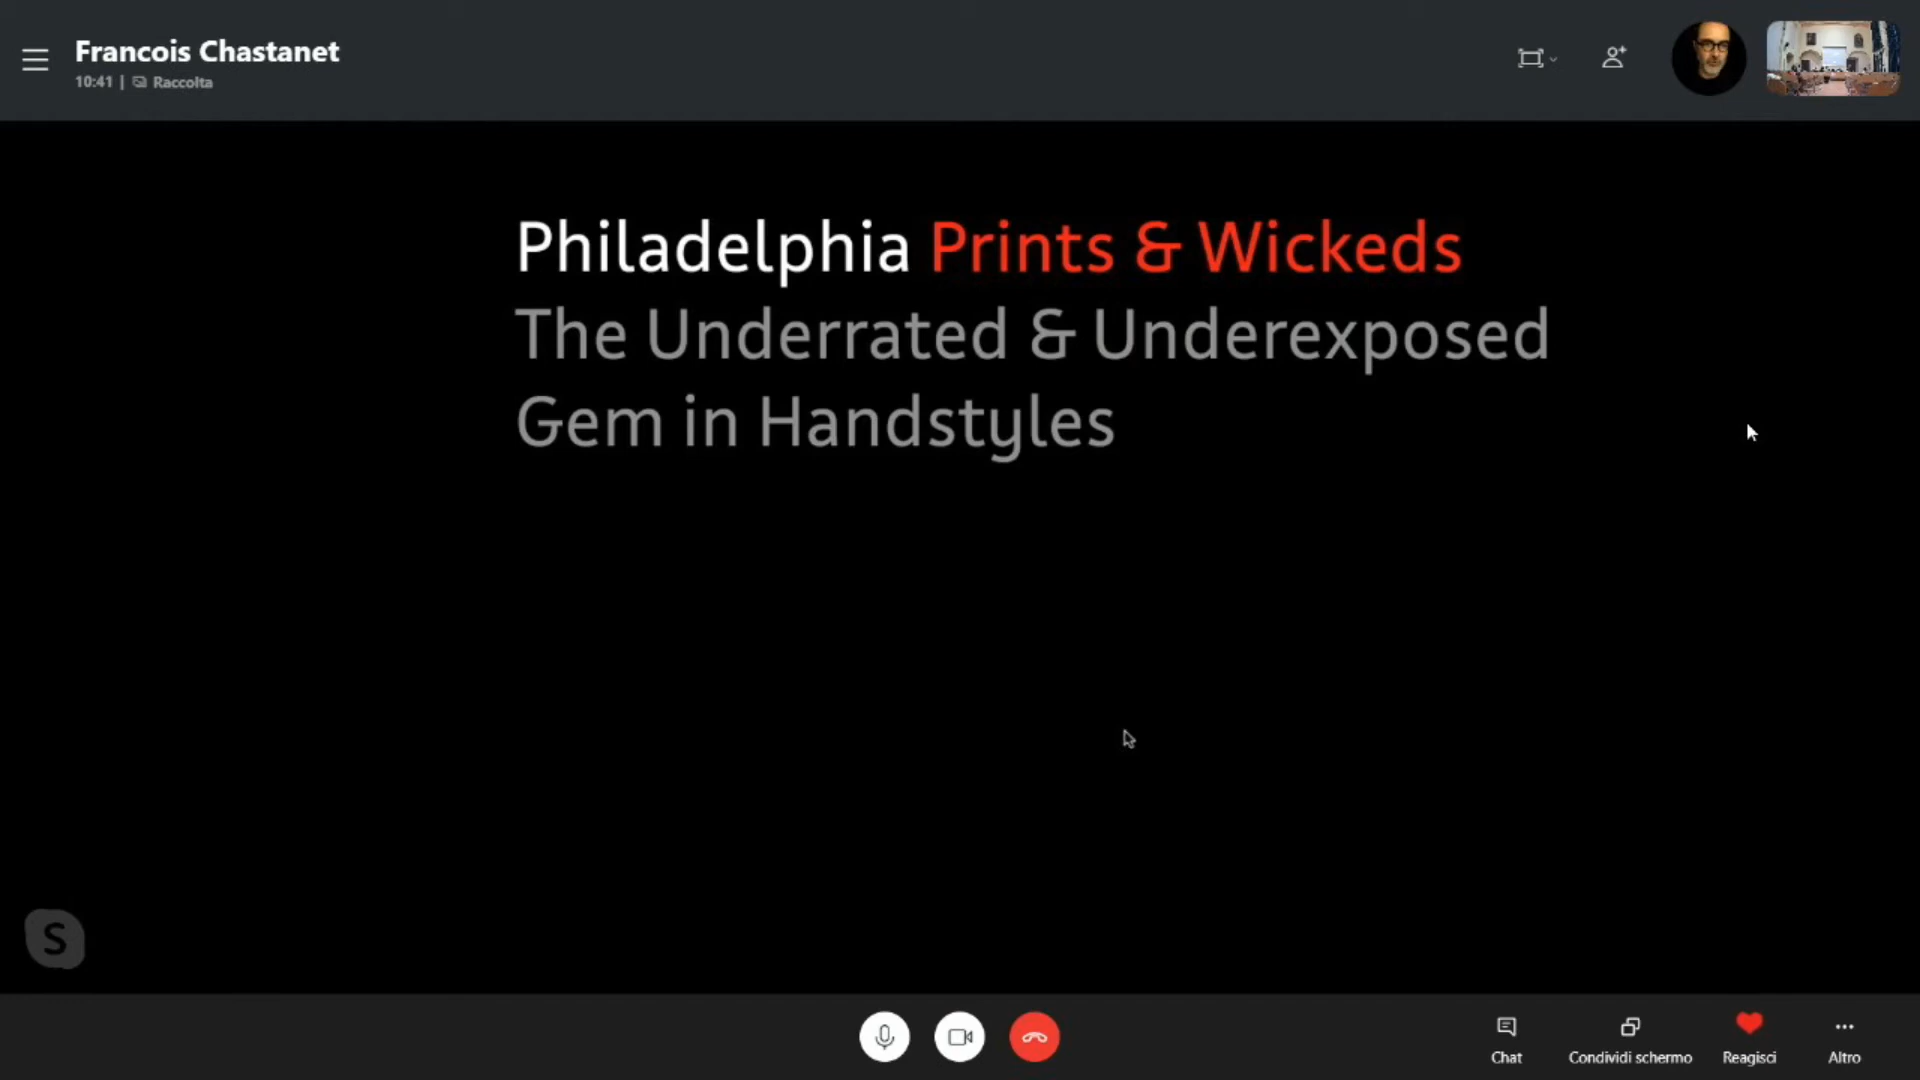 Francois Chastanet
10:41 | Raccolta
Philadelphia Prints & Wickeds
The Underrated & Underexposed
Gem in Handstyles
S
Chat
Condividi schermo
Reagisci
Altro